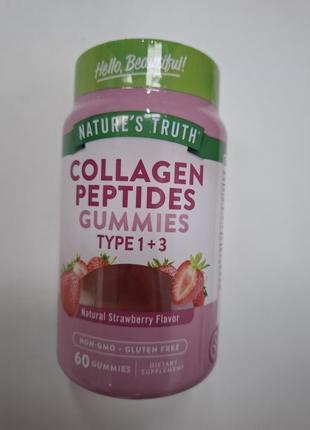 Hello, Beautiful!
NATURE'S TRUTH®
COLLAGEN
PEPTIDES
GUMMIES
TYPE 1+3
Natural Strawberry Flavor
NON-GMO • GLUTEN FREE
60 GUMMIES
DIETARY
SUPPLEMENT